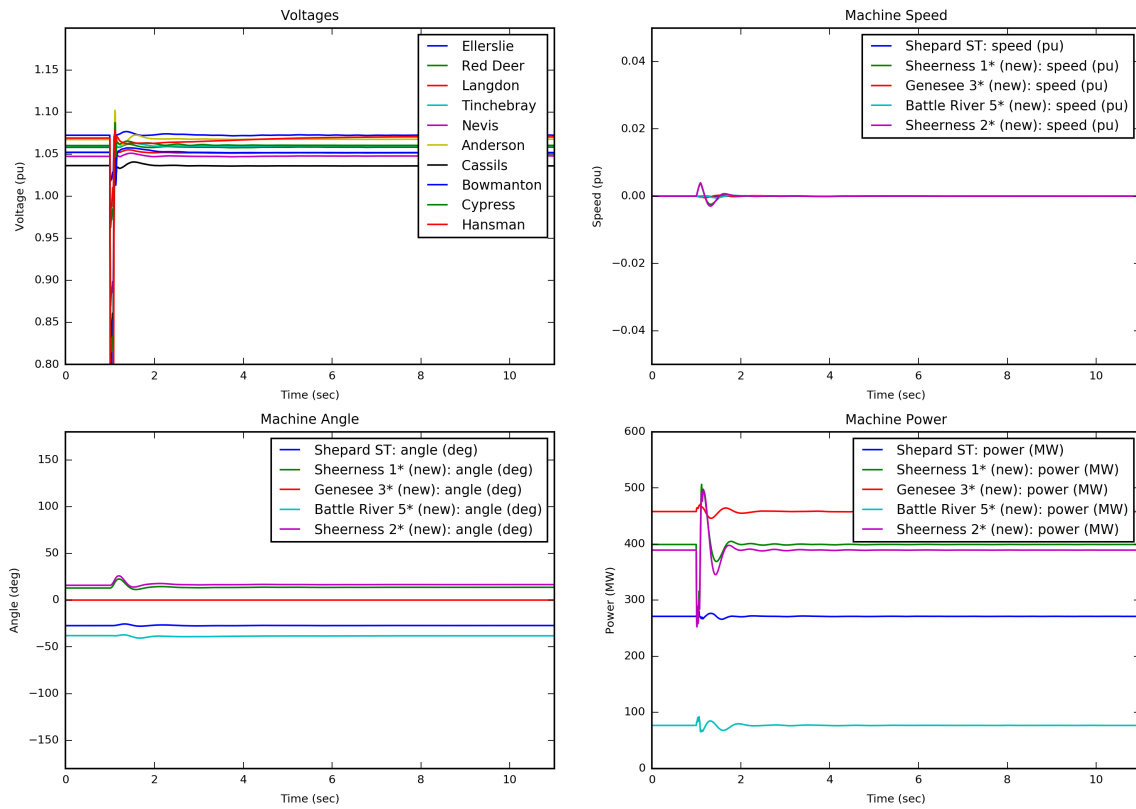 Voltages
1.15
1.10
1.05
1.00
0.95
0.90
0.85
0.80
Voltage (pu)
0 2 4 6 8 10
Time (sec)
Ellerslie
Red Deer
Langdon
Tinchebray
Nevis
Anderson
Cassils
Bowmanton
Cypress
Hansman
Machine Speed
0.04
0.02
0.00
−0.02
−0.04
Speed (pu)
0 2 4 6 8 10
Time (sec)
Shepard ST: speed (pu)
Sheerness 1* (new): speed (pu)
Genesee 3* (new): speed (pu)
Battle River 5* (new): speed (pu)
Sheerness 2* (new): speed (pu)
Machine Angle
150
100
50
0
−50
−100
−150
Angle (deg)
0 2 4 6 8 10
Time (sec)
Shepard ST: angle (deg)
Sheerness 1* (new): angle (deg)
Genesee 3* (new): angle (deg)
Battle River 5* (new): angle (deg)
Sheerness 2* (new): angle (deg)
Machine Power
600
500
400
300
200
100
0
Power (MW)
0 2 4 6 8 10
Time (sec)
Shepard ST: power (MW)
Sheerness 1* (new): power (MW)
Genesee 3* (new): power (MW)
Battle River 5* (new): power (MW)
Sheerness 2* (new): power (MW)